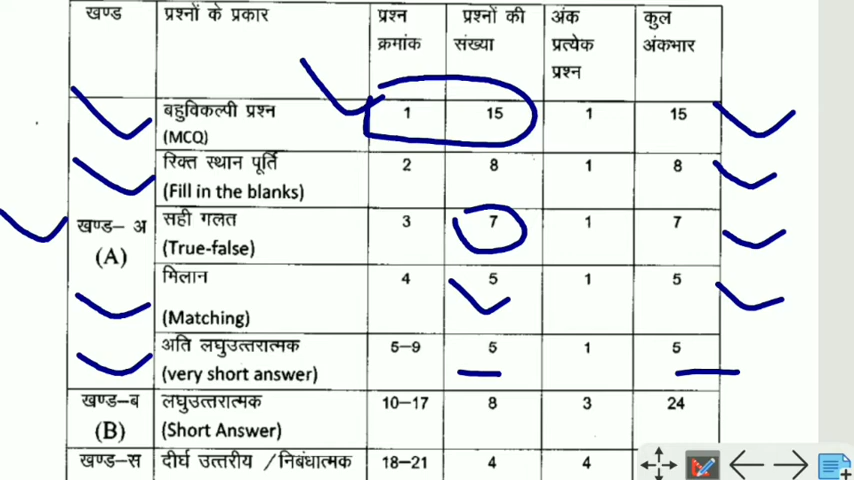 खण्ड प्रश्नों के प्रकार प्रश्न क्रमांक प्रश्नों की संख्या अंक प्रत्येक प्रश्न कुल अंकभार
खण्ड– अ
(A)
बहुविकल्पी प्रश्न
(MCQ) 1 15 1 15
रिक्त स्थान पूर्ति
(Fill in the blanks) 2 8 1 8
सही गलत
(True-false) 3 7 1 7
मिलान
(Matching) 4 5 1 5
अति लघुउत्तरात्मक
(very short answer) 5–9 5 1 5
खण्ड–ब
(B)
लघुउत्तरात्मक
(Short Answer) 10–17 8 3 24
खण्ड–स दीर्घ उत्तरीय /निबंधात्मक 18–21 4 4